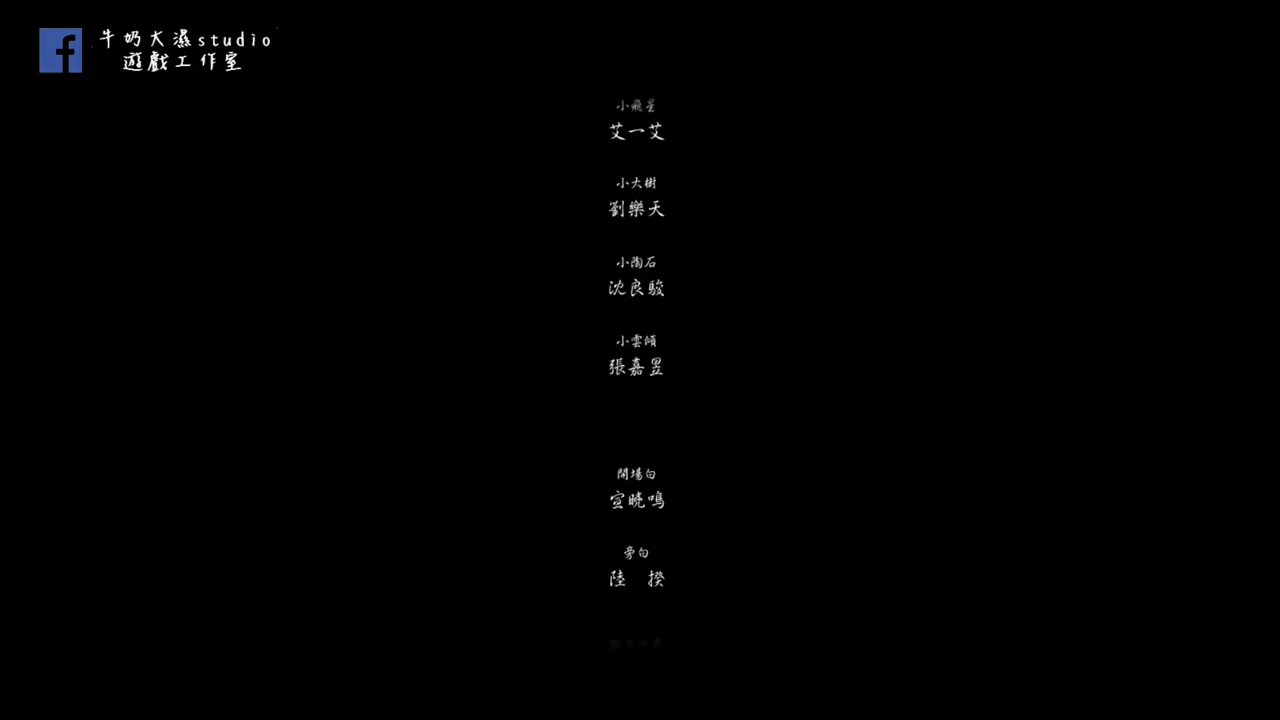 牛奶大濕studio
遊戲工作室
小飛星
艾一艾
小大樹
劉樂天
小陶石
沈良駿
小雲傾
張嘉昱
開場白
宣曉鳴
旁白
陸 揆